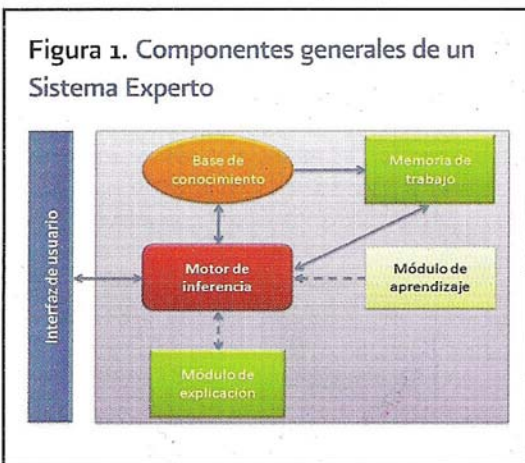 Figura 1. Componentes generales de un
Sistema Experto
Interfaz de usuario
Base de
conocimiento
Memoria de
trabajo
Motor de
inferencia
Módulo de
aprendizaje
Módulo de
explicación